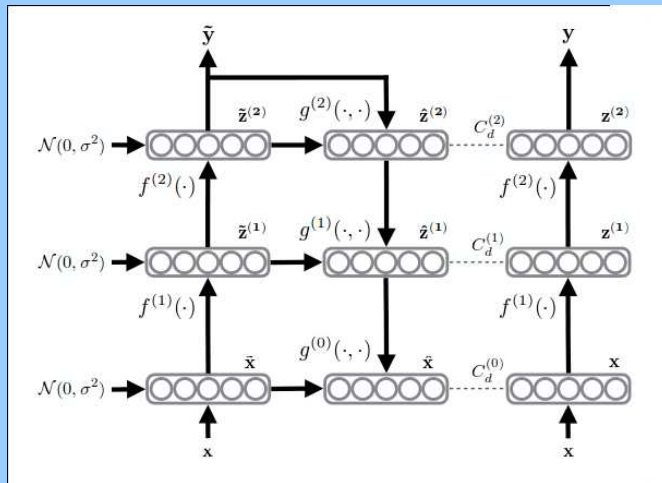 ỹ y
g⁽²⁾(·,·)
z̃⁽²⁾ ẑ⁽²⁾ C_d⁽²⁾ z⁽²⁾
𝒩(0, σ²)
f⁽²⁾(·) f⁽²⁾(·)
g⁽¹⁾(·,·)
z̃⁽¹⁾ ẑ⁽¹⁾ C_d⁽¹⁾ z⁽¹⁾
𝒩(0, σ²)
f⁽¹⁾(·) f⁽¹⁾(·)
g⁽⁰⁾(·,·)
x̃ x̂ C_d⁽⁰⁾ x
𝒩(0, σ²)
x x